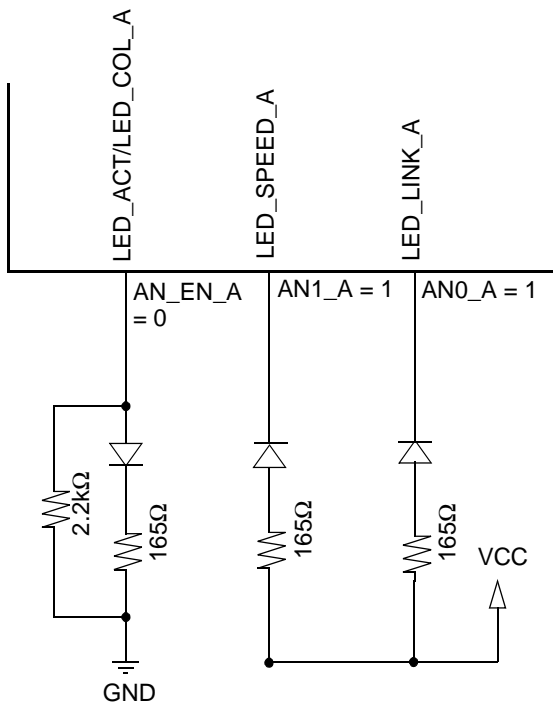 LED_ACT/LED_COL_A
LED_SPEED_A
LED_LINK_A
AN_EN_A
= 0
AN1_A = 1
AN0_A = 1
2.2kΩ
165Ω
165Ω
165Ω
VCC
GND